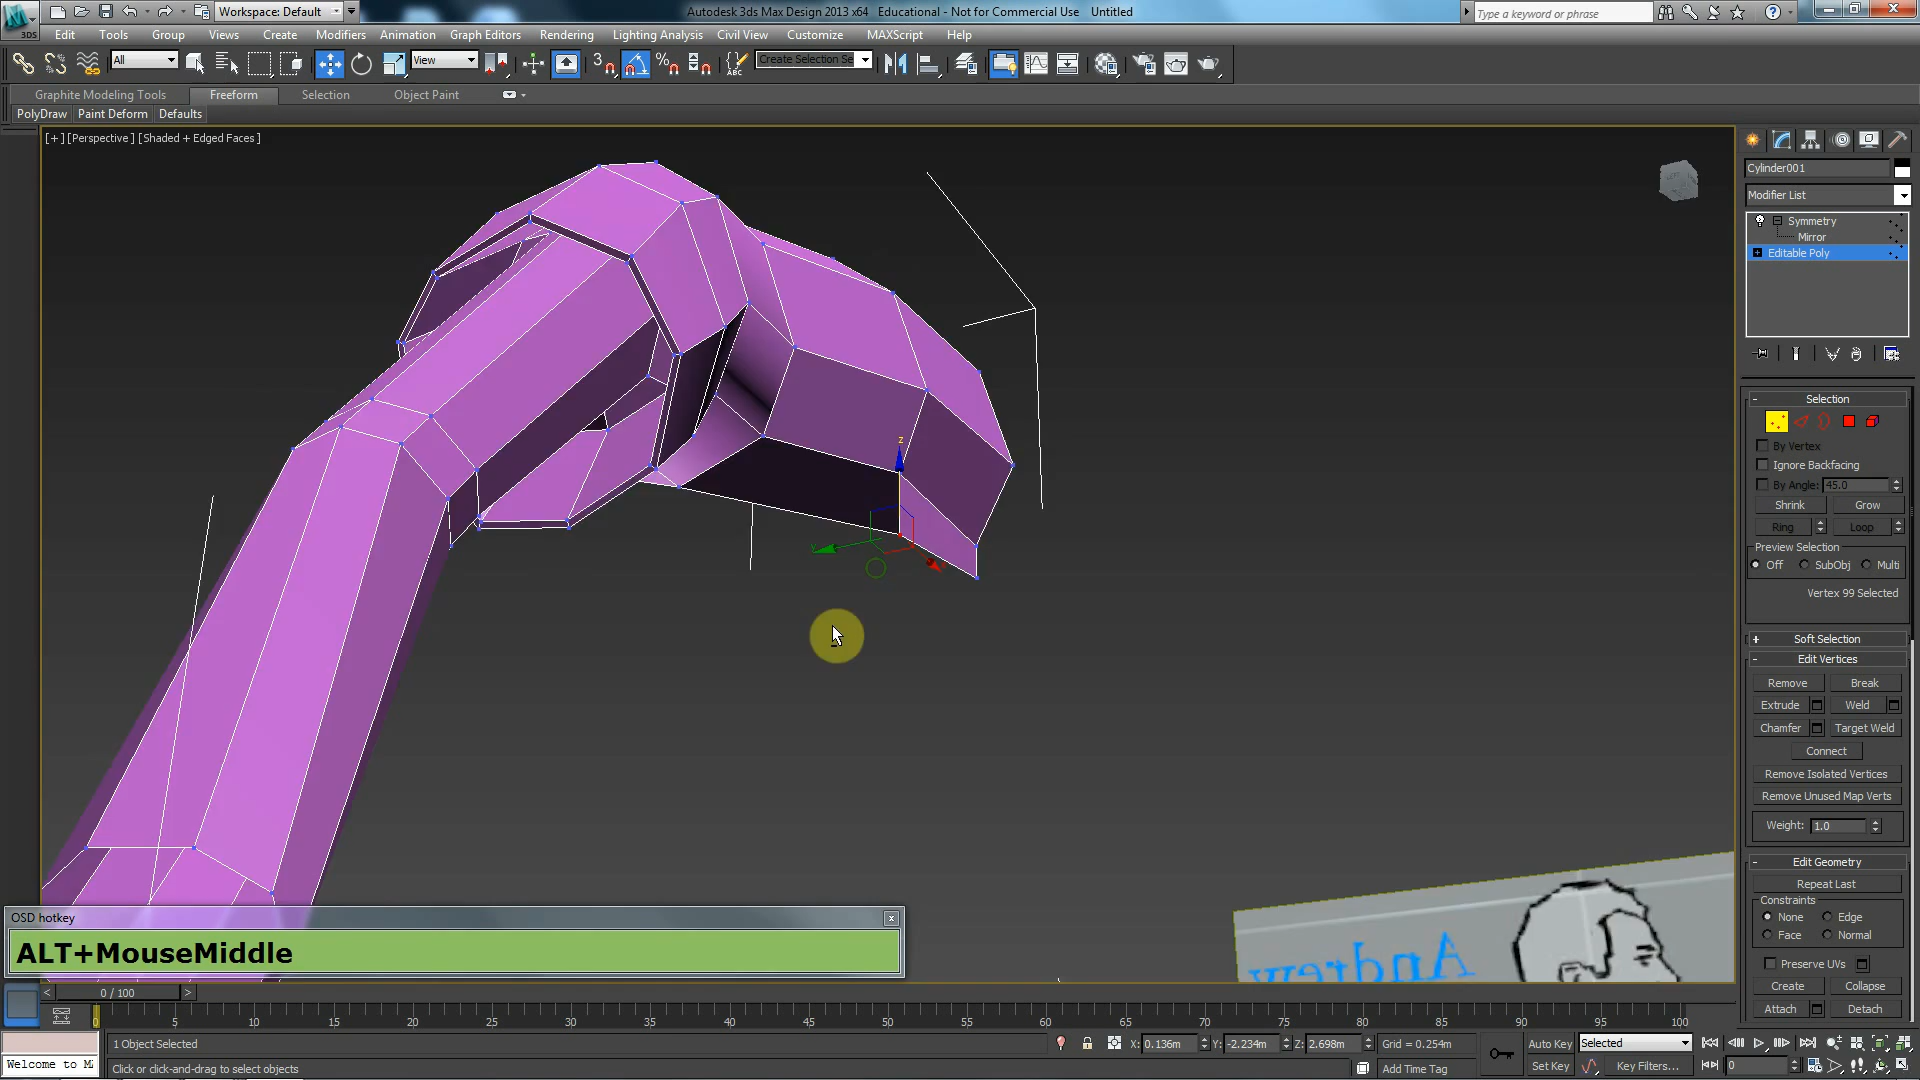 Workspace: Default
Autodesk 3ds Max Design 2013 x64   Educational - Not for Commercial Use   Untitled
Type a keyword or phrase
3DS
Edit Tools Group Views Create Modifiers Animation Graph Editors Rendering Lighting Analysis Civil View Customize MAXScript Help
All
View
3
ABC
Create Selection Se
Graphite Modeling Tools Freeform Selection Object Paint
PolyDraw Paint Deform Defaults
[+] [Perspective] [Shaded + Edged Faces]
z
y
Andrew
OSD hotkey
x
ALT+MouseMiddle
Cylinder001
Modifier List
Symmetry
Mirror
Editable Poly
- Selection
By Vertex
Ignore Backfacing
By Angle: 45.0
Shrink Grow
Ring Loop
Preview Selection
Off SubObj Multi
Vertex 99 Selected
+ Soft Selection
- Edit Vertices
Remove Break
Extrude Weld
Chamfer Target Weld
Connect
Remove Isolated Vertices
Remove Unused Map Verts
Weight: 1.0
- Edit Geometry
Repeat Last
Constraints
None Edge
Face Normal
Preserve UVs
Create Collapse
Attach Detach
< 0 / 100 >
0 5 10 15 20 25 30 35 40 45 50 55 60 65 70 75 80 85 90 95 100
1 Object Selected
X: 0.136m Y: -2.234m Z: 2.698m Grid = 0.254m
Auto Key Selected
Welcome to M
Click or click-and-drag to select objects
Add Time Tag
Set Key Key Filters... 0